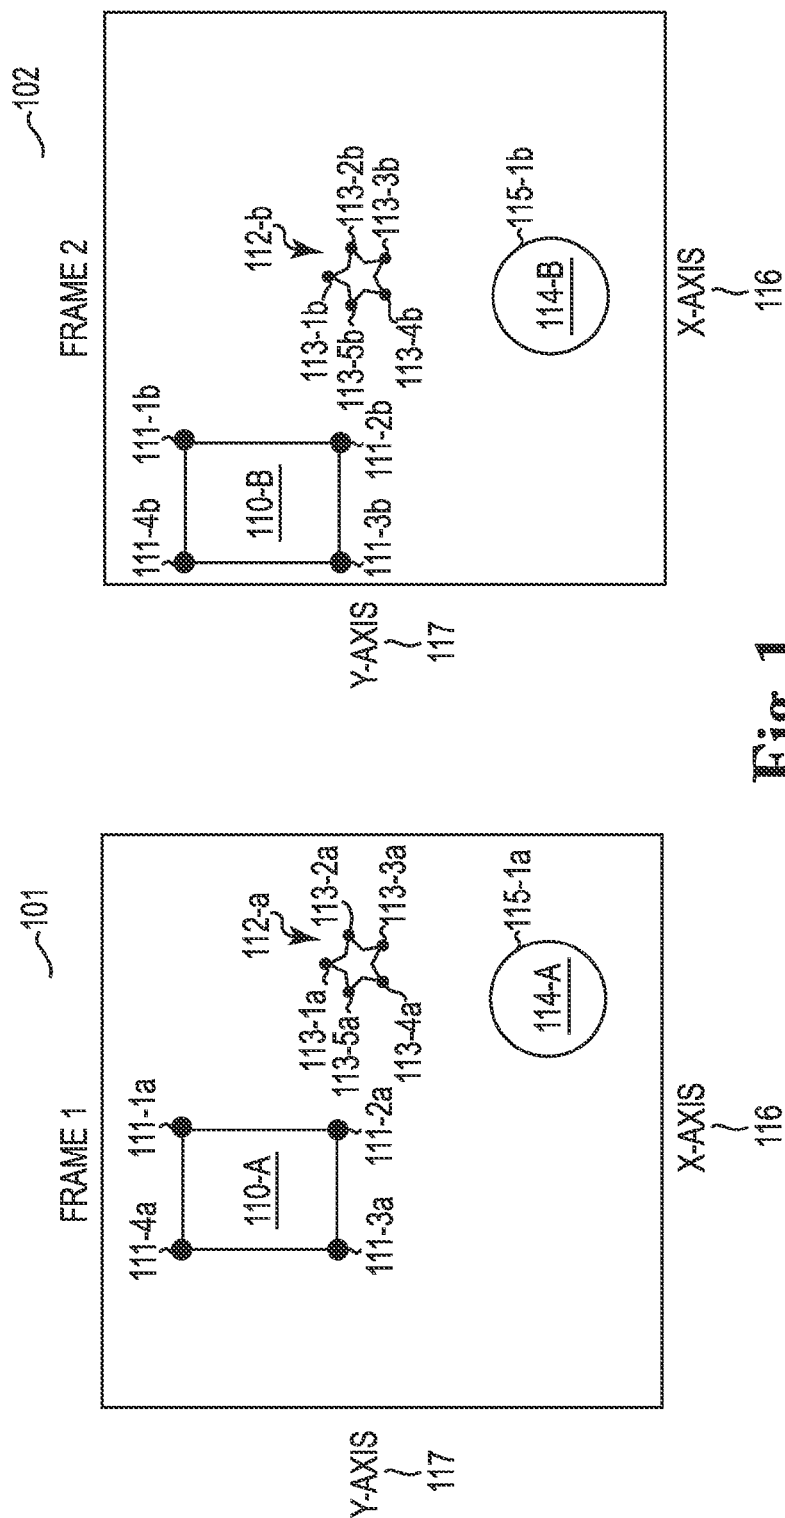 101
FRAME 1
111-4a
111-1a
110-A
111-3a
111-2a
112-a
113-1a
113-2a
113-5a
113-3a
113-4a
114-A
115-1a
Y-AXIS
117
X-AXIS
116
102
FRAME 2
111-4b
111-1b
110-B
111-3b
111-2b
112-b
113-1b
113-2b
113-5b
113-3b
113-4b
114-B
115-1b
Y-AXIS
117
X-AXIS
116
Fig. 1